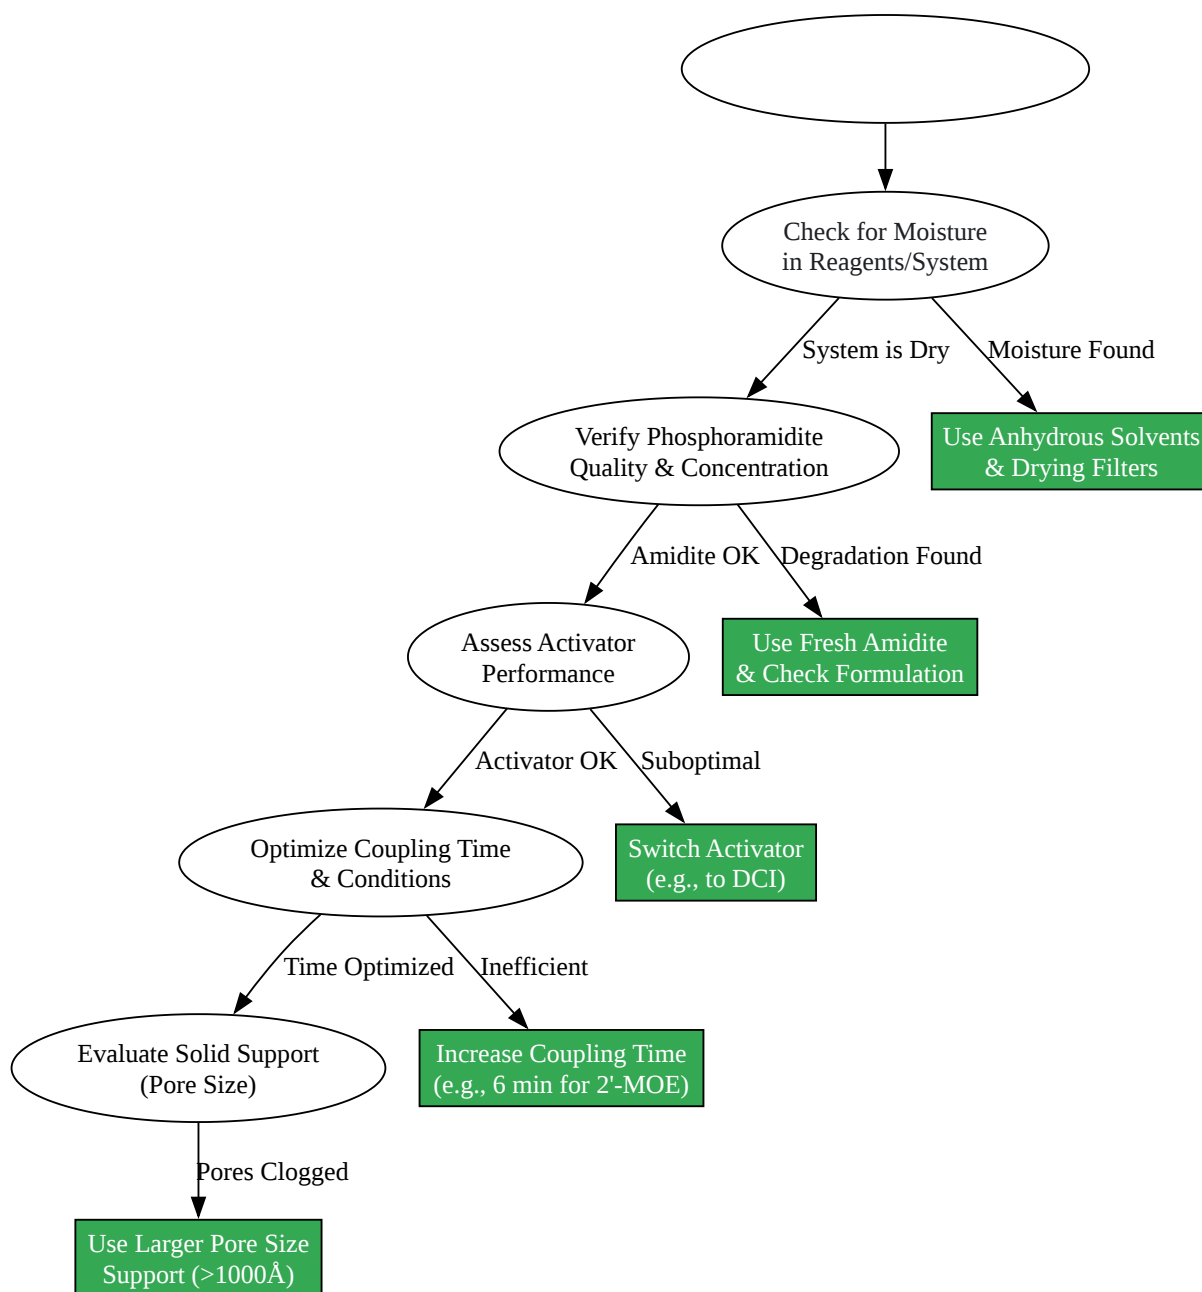 Check for Moisture
in Reagents/System
System is Dry
Moisture Found
Verify Phosphoramidite
Quality & Concentration
Use Anhydrous Solvents
& Drying Filters
Amidite OK
Degradation Found
Assess Activator
Performance
Use Fresh Amidite
& Check Formulation
Activator OK
Suboptimal
Optimize Coupling Time
& Conditions
Switch Activator
(e.g., to DCI)
Time Optimized
Inefficient
Evaluate Solid Support
(Pore Size)
Increase Coupling Time
(e.g., 6 min for 2'-MOE)
Pores Clogged
Use Larger Pore Size
Support (>1000Å)